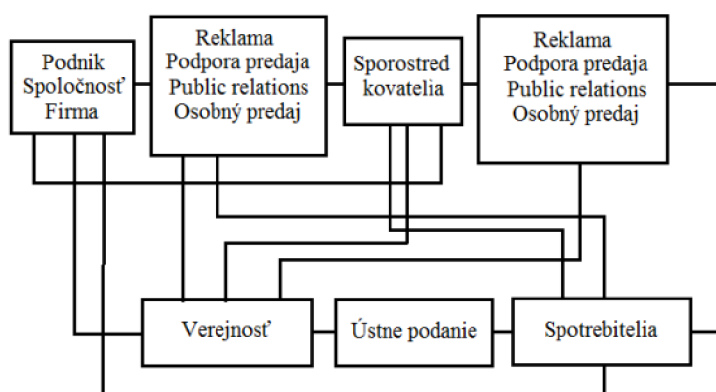 Podnik
Spoločnosť
Firma
Reklama
Podpora predaja
Public relations
Osobný predaj
Sporostred
kovatelia
Reklama
Podpora predaja
Public relations
Osobný predaj
Verejnosť
Ústne podanie
Spotrebitelia